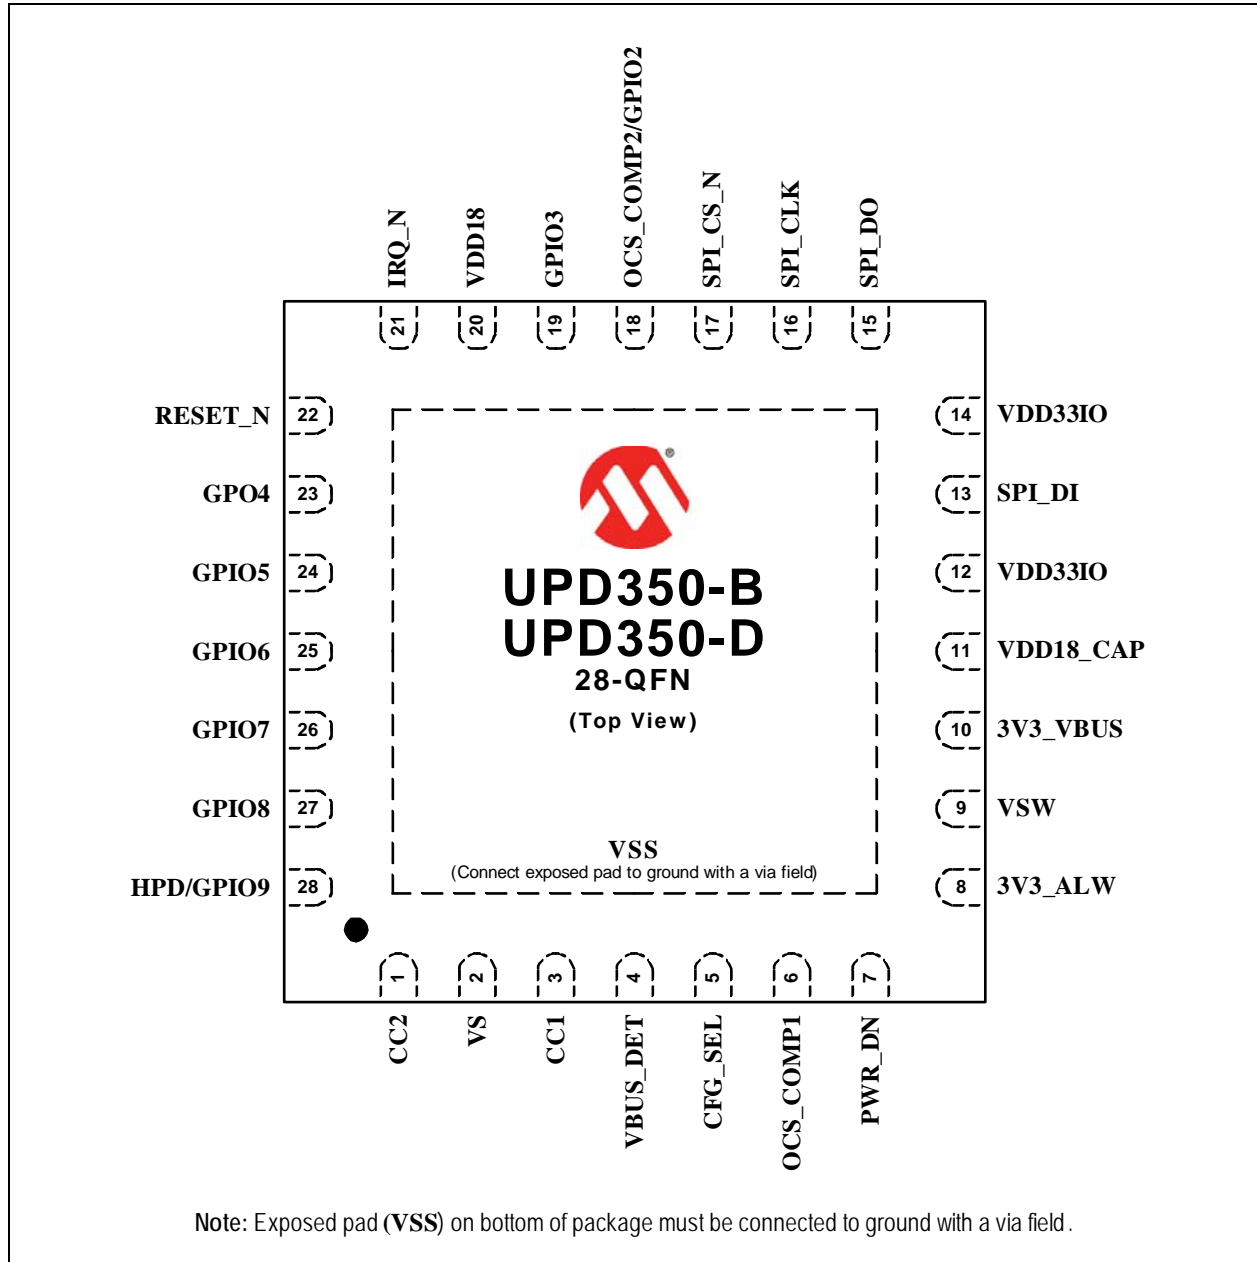 IRQ_N
VDD18
GPIO3
OCS_COMP2/GPIO2
SPI_CS_N
SPI_CLK
SPI_DO
21
20
19
18
17
16
15
RESET_N 22
GPO4 23
GPIO5 24
GPIO6 25
GPIO7 26
GPIO8 27
HPD/GPIO9 28
14 VDD33IO
13 SPI_DI
12 VDD33IO
11 VDD18_CAP
10 3V3_VBUS
9 VSW
8 3V3_ALW
®
UPD350-B
UPD350-D
28-QFN
(Top View)
VSS
(Connect exposed pad to ground with a via field)
1
2
3
4
5
6
7
CC2
VS
CC1
VBUS_DET
CFG_SEL
OCS_COMP1
PWR_DN
Note: Exposed pad (VSS) on bottom of package must be connected to ground with a via field.